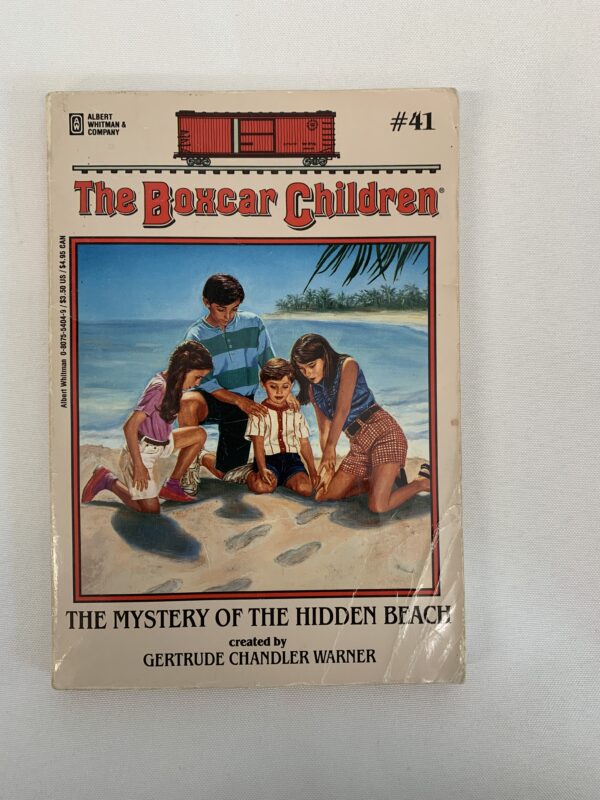 ALBERT
WHITMAN &
COMPANY
#41
The Boxcar Children®
Albert Whitman 0-8075-5404-9 / $3.50 US / $4.95 CAN
THE MYSTERY OF THE HIDDEN BEACH
created by
GERTRUDE CHANDLER WARNER